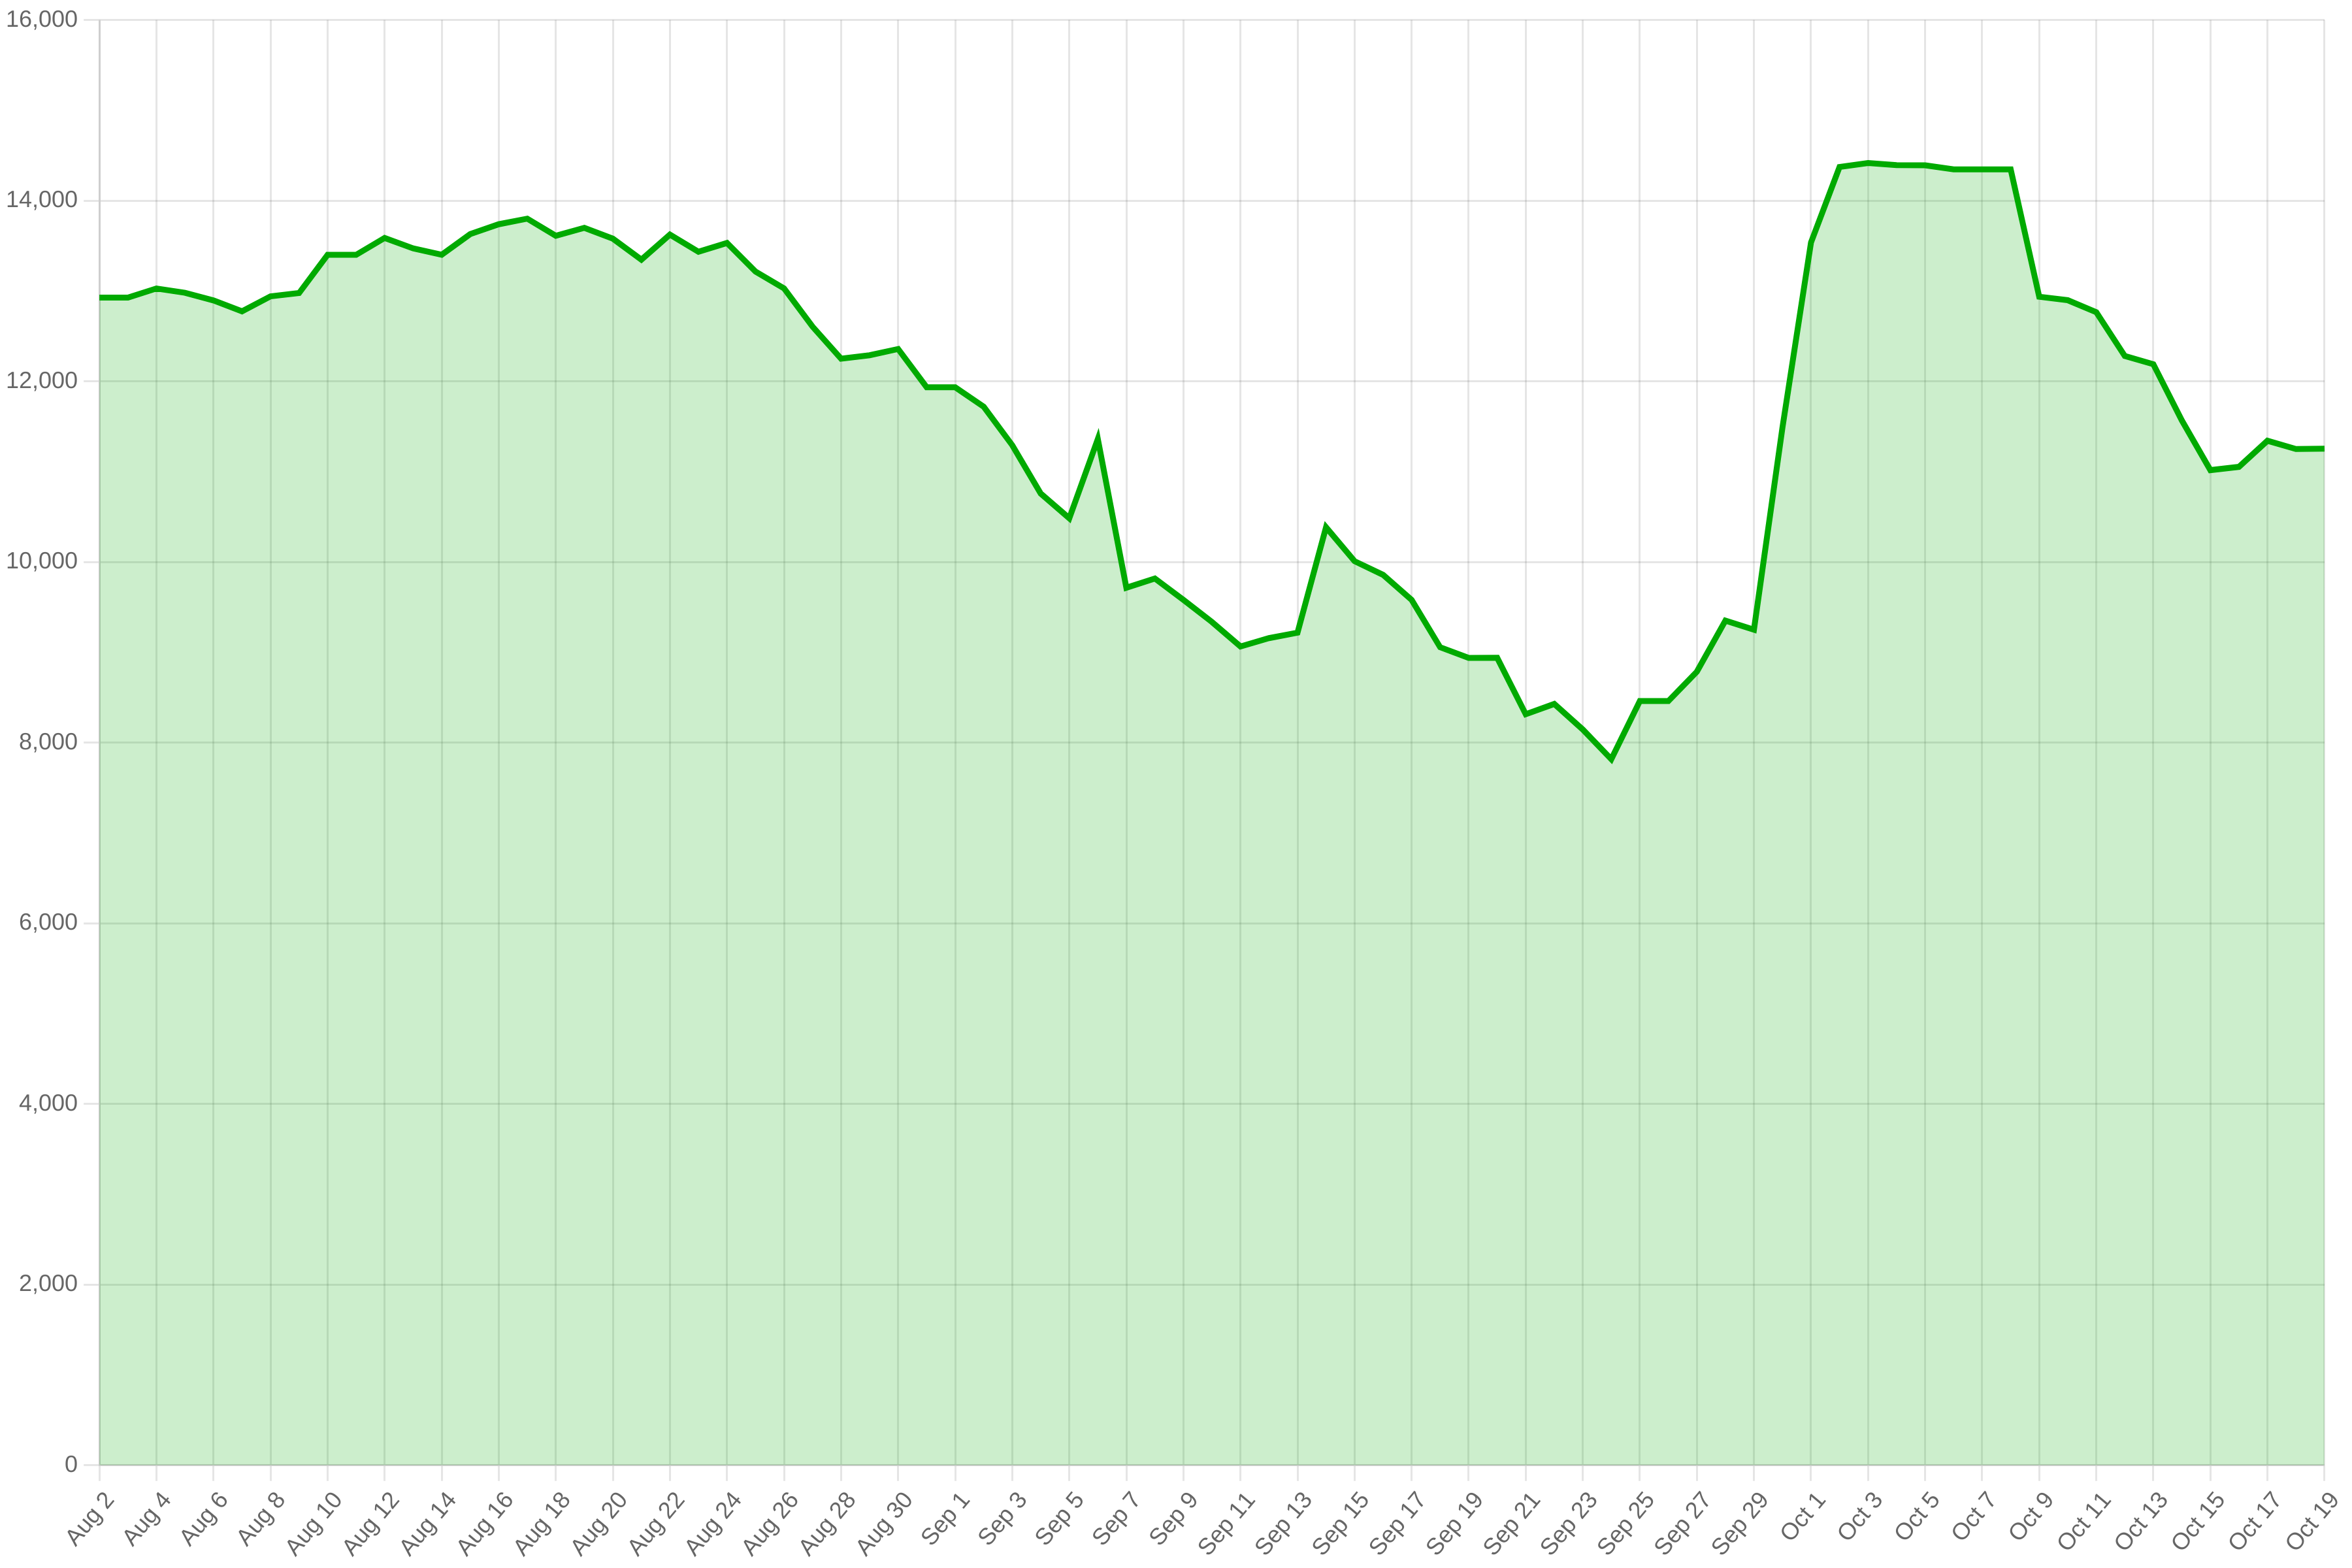 16,000
14,000
12,000
10,000
8,000
6,000
4,000
2,000
0
Aug 2
Aug 4
Aug 6
Aug 8
Aug 10
Aug 12
Aug 14
Aug 16
Aug 18
Aug 20
Aug 22
Aug 24
Aug 26
Aug 28
Aug 30
Sep 1
Sep 3
Sep 5
Sep 7
Sep 9
Sep 11
Sep 13
Sep 15
Sep 17
Sep 19
Sep 21
Sep 23
Sep 25
Sep 27
Sep 29
Oct 1
Oct 3
Oct 5
Oct 7
Oct 9
Oct 11
Oct 13
Oct 15
Oct 17
Oct 19